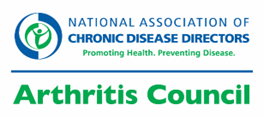 NATIONAL ASSOCIATION OF
CHRONIC DISEASE DIRECTORS
Promoting Health. Preventing Disease.
Arthritis Council